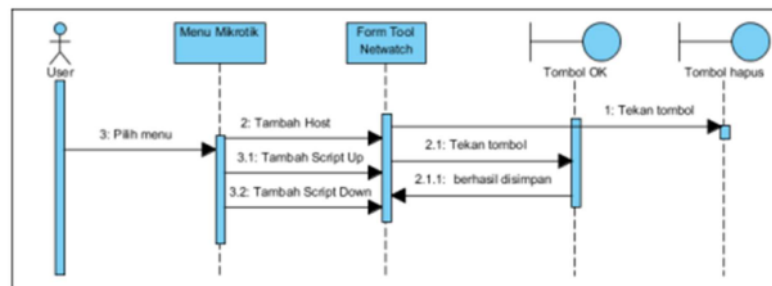 User
Menu Mikrotik
Form Tool
Netwatch
Tombol OK
Tombol hapus
1: Tekan tombol
2: Tambah Host
3: Pilih menu
2.1: Tekan tombol
3.1: Tambah Script Up
2.1.1: berhasil disimpan
3.2: Tambah Script Down